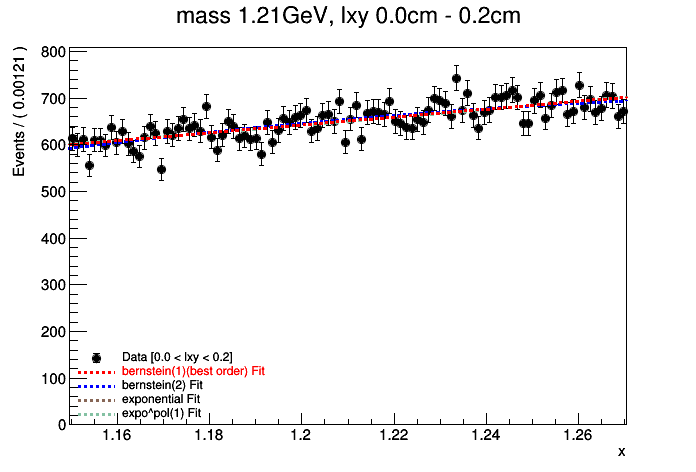 mass 1.21GeV, lxy 0.0cm - 0.2cm
Events / ( 0.00121 )
800
700
600
500
400
300
200
100
0
Data [0.0 < lxy < 0.2]
bernstein(1)(best order) Fit
bernstein(2) Fit
exponential Fit
expo^pol(1) Fit
1.16 1.18 1.2 1.22 1.24 1.26
x